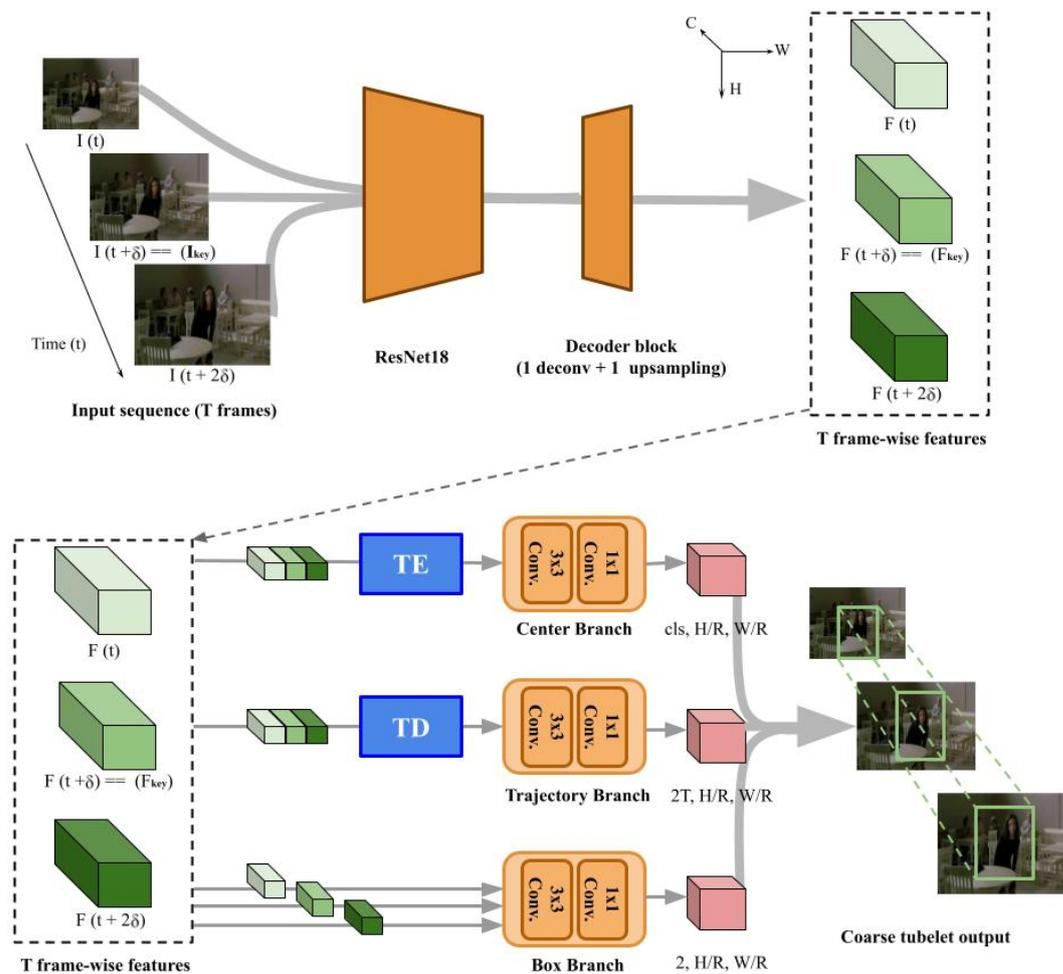 C
W
H
I (t)
F (t)
I (t +δ) == (Ikey)
F (t +δ) == (Fkey)
Time (t)
I (t + 2δ)
ResNet18
Decoder block
(1 deconv + 1 upsampling)
F (t + 2δ)
Input sequence (T frames)
T frame-wise features
F (t)
F (t +δ) == (Fkey)
F (t + 2δ)
T frame-wise features
TE
3x3
Conv.
1x1
Conv.
Center Branch
cls, H/R, W/R
TD
3x3
Conv.
1x1
Conv.
Trajectory Branch
2T, H/R, W/R
3x3
Conv.
1x1
Conv.
Box Branch
2, H/R, W/R
Coarse tubelet output